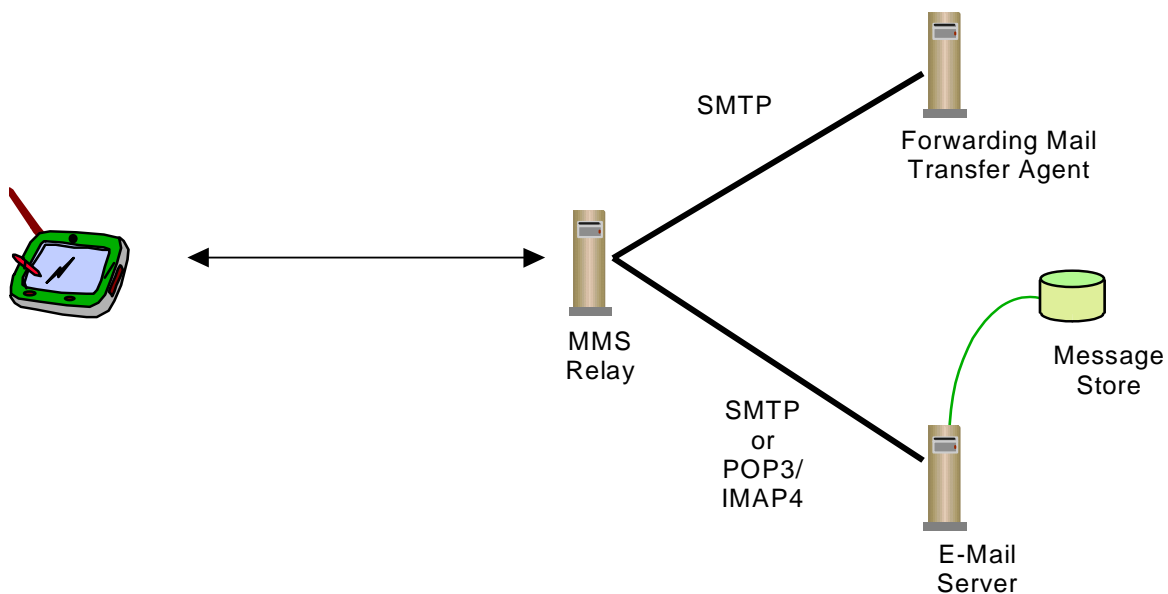 SMTP
Forwarding Mail
Transfer Agent
MMS
Relay
Message
Store
SMTP
or
POP3/
IMAP4
E-Mail
Server